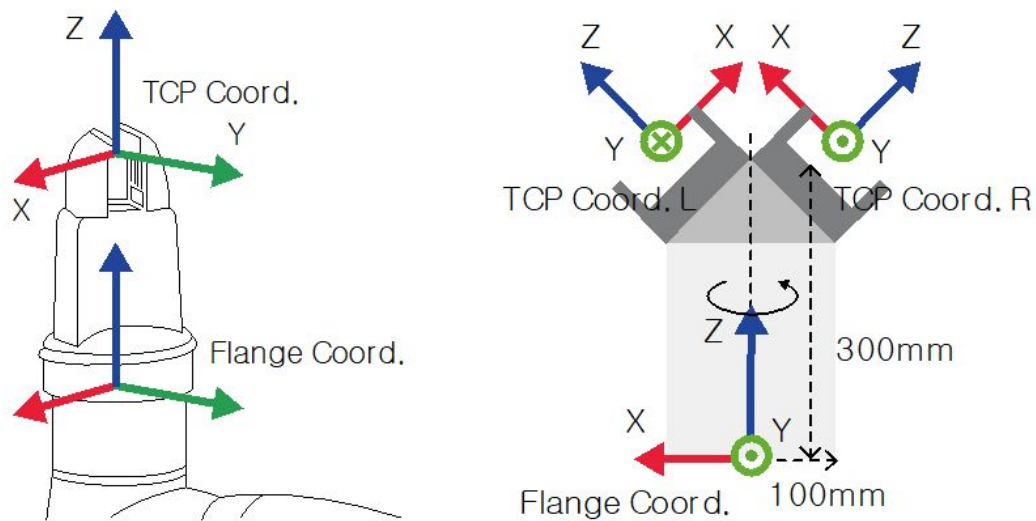 Z
TCP Coord.
Y
X
Flange Coord.
Z X X Z
Y Y
TCP Coord. L TCP Coord. R
Z
300mm
X Y
Flange Coord.
100mm